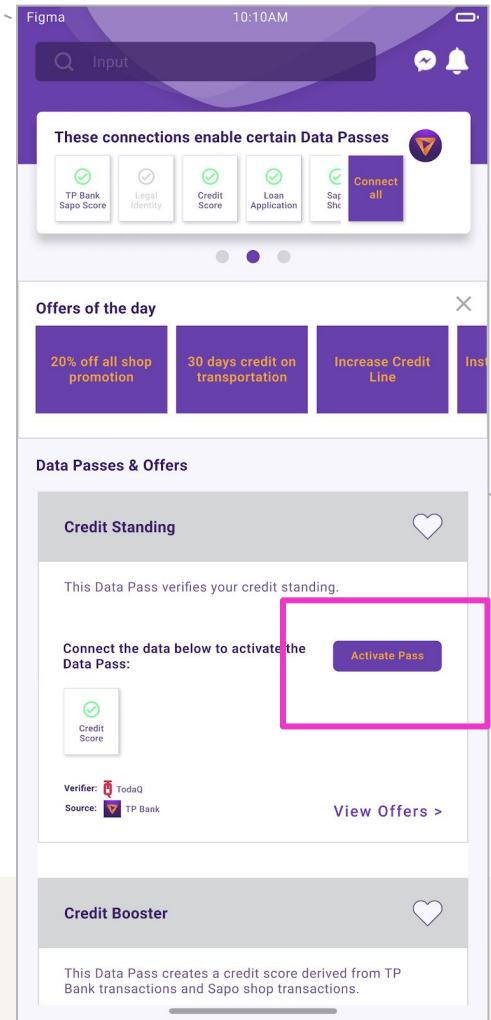 Figma
10:10AM
Input
These connections enable certain Data Passes
TP Bank
Sapo Score
Legal
Identity
Credit
Score
Loan
Application
Sap
Sho
Connect
all
Offers of the day
20% off all shop
promotion
30 days credit on
transportation
Increase Credit
Line
Inst
Data Passes & Offers
Credit Standing
This Data Pass verifies your credit standing.
Connect the data below to activate the
Data Pass:
Activate Pass
Credit
Score
Verifier: TodaQ
Source: TP Bank
View Offers >
Credit Booster
This Data Pass creates a credit score derived from TP
Bank transactions and Sapo shop transactions.